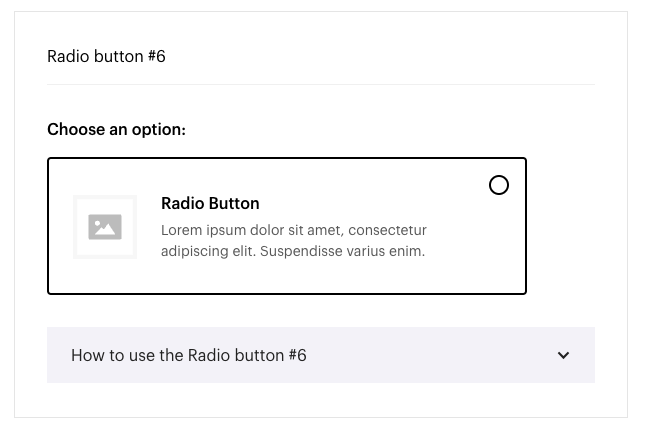 Radio button #6
Choose an option:
Radio Button
Lorem ipsum dolor sit amet, consectetur
adipiscing elit. Suspendisse varius enim.
How to use the Radio button #6